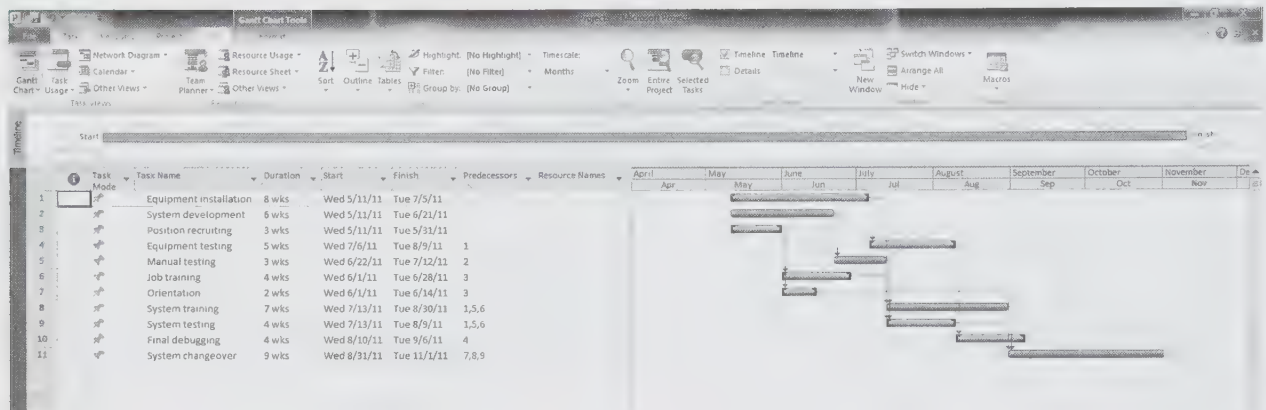 Gantt Chart Tools
File
Network Diagram
Calendar
Other Views
Gantt Chart
Task Usage
Team Planner
Resource Usage
Resource Sheet
Other Views
Sort
Outline
Tables
Highlight: [No Highlight]
Filter: [No Filter]
Group by: [No Group]
Timescale:
Months
Zoom
Entire Project
Selected Tasks
Timeline Timeline
Details
New Window
Switch Windows
Arrange All
Hide
Macros
Timeline
Start
Task Mode Task Name Duration Start Finish Predecessors Resource Names
April May June July August September October November
Apr May Jun Jul Aug Sep Oct Nov
1 Equipment installation 8 wks Wed 5/11/11 Tue 7/5/11
2 System development 6 wks Wed 5/11/11 Tue 6/21/11
3 Position recruiting 3 wks Wed 5/11/11 Tue 5/31/11
4 Equipment testing 5 wks Wed 7/6/11 Tue 8/9/11 1
5 Manual testing 3 wks Wed 6/22/11 Tue 7/12/11 2
6 Job training 4 wks Wed 6/1/11 Tue 6/28/11 3
7 Orientation 2 wks Wed 6/1/11 Tue 6/14/11 3
8 System training 7 wks Wed 7/13/11 Tue 8/30/11 1,5,6
9 System testing 4 wks Wed 7/13/11 Tue 8/9/11 1,5,6
10 Final debugging 4 wks Wed 8/10/11 Tue 9/6/11 4
11 System changeover 9 wks Wed 8/31/11 Tue 11/1/11 7,8,9